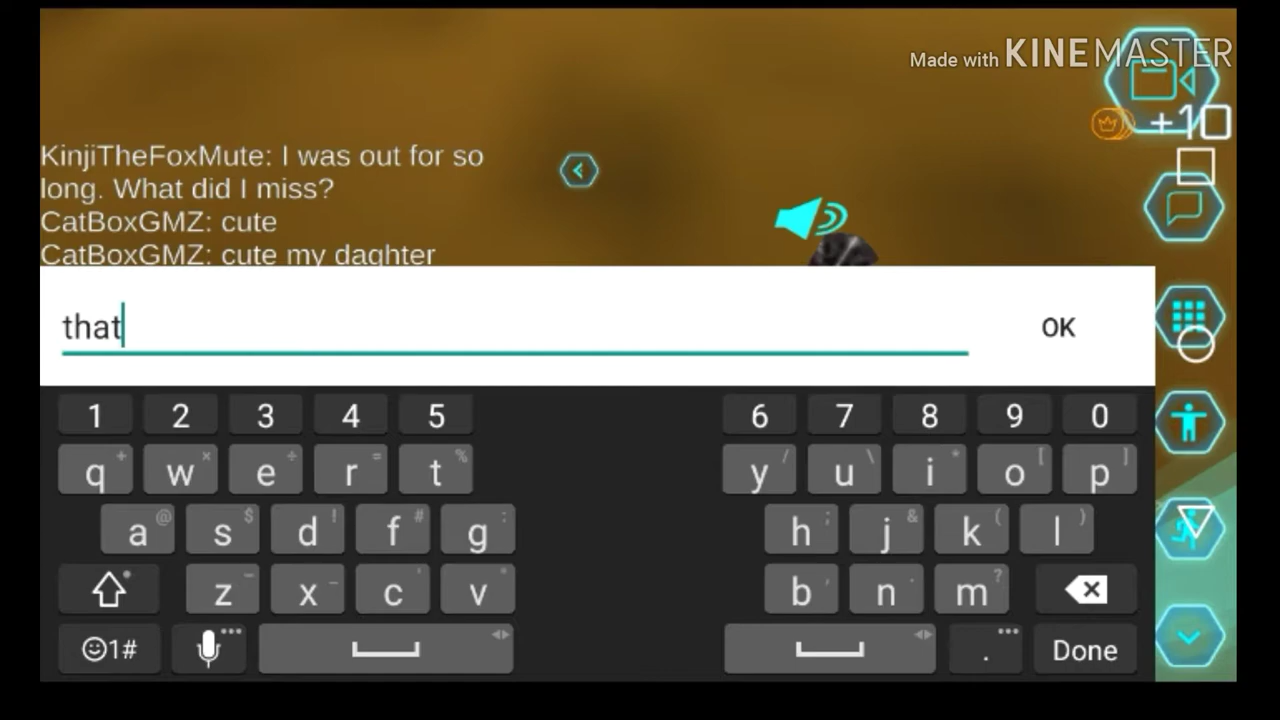 Made with KINEMASTER
+10
KinjiTheFoxMute: I was out for so
long. What did I miss?
CatBoxGMZ: cute
CatBoxGMZ: cute my daghter
that
OK
1 2 3 4 5 6 7 8 9 0
q + w × e ÷ r = t % y / u \ i * o [ p ]
a @ s $ d ! f # g : h ; j & k ( l )
z - x _ c ' v " b , n . m ?
☺1# ... . ... Done